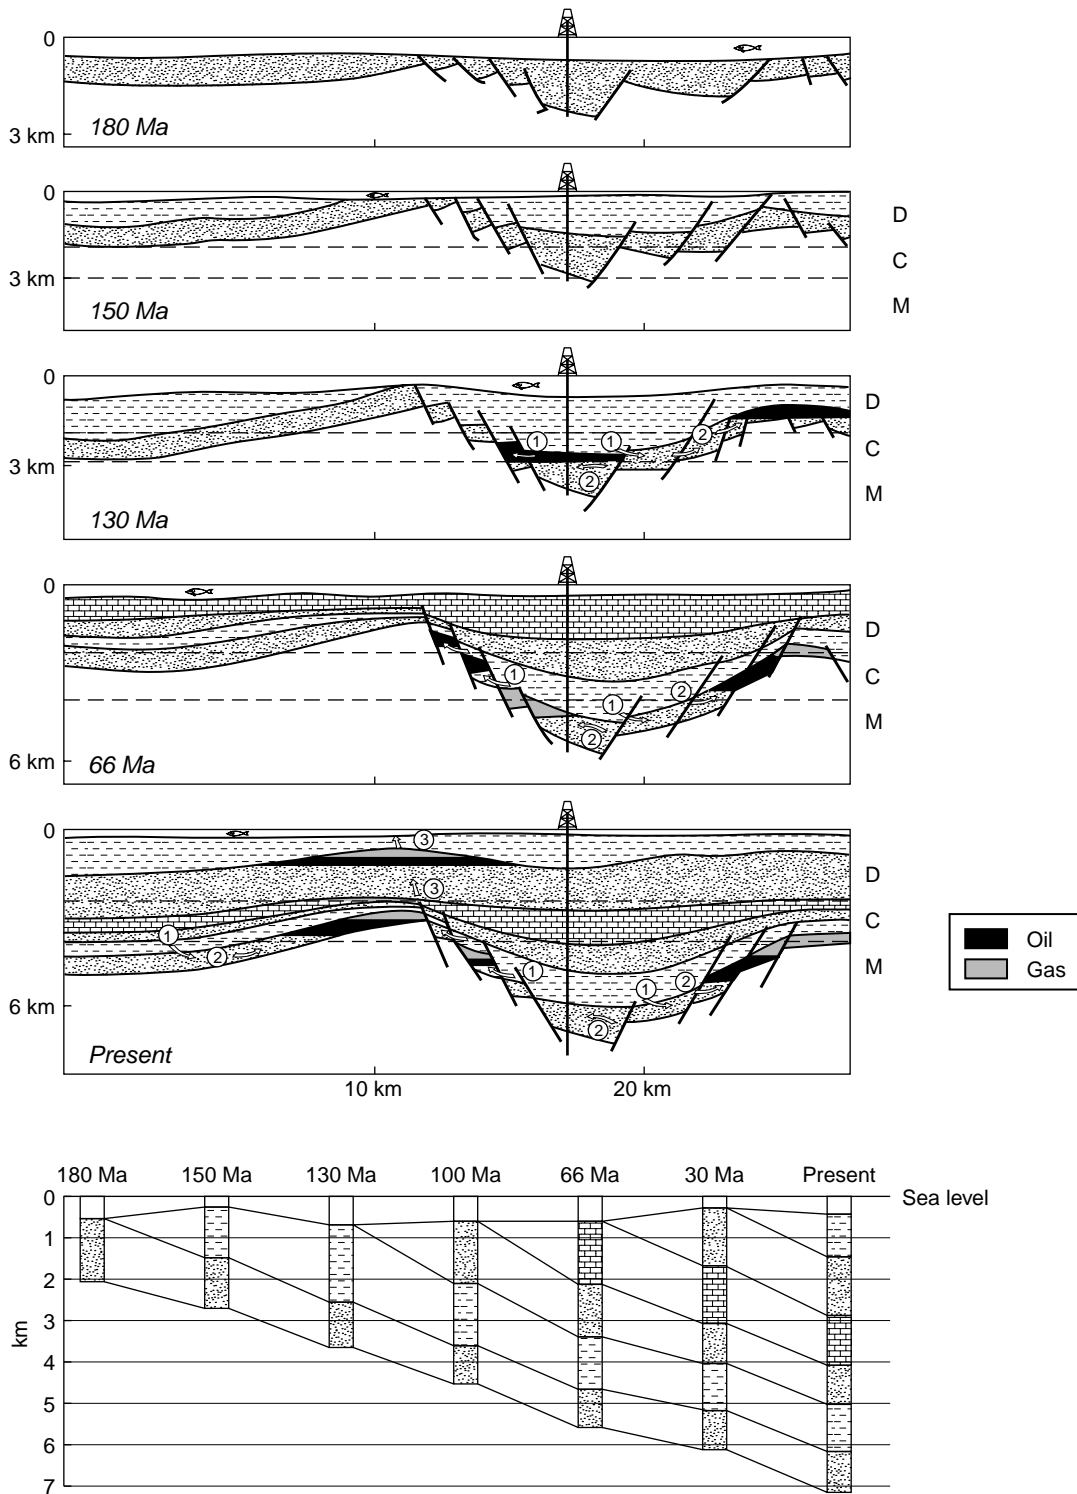 0
3 km
180 Ma
0
3 km
150 Ma
D
C
M
0
3 km
130 Ma
1
1
2
2
D
C
M
0
6 km
66 Ma
1
1
2
2
D
C
M
0
6 km
Present
3
3
1
2
1
1
2
2
D
C
M
10 km
20 km
Oil
Gas
180 Ma 150 Ma 130 Ma 100 Ma 66 Ma 30 Ma Present
Sea level
0
1
2
3
4
5
6
7
km